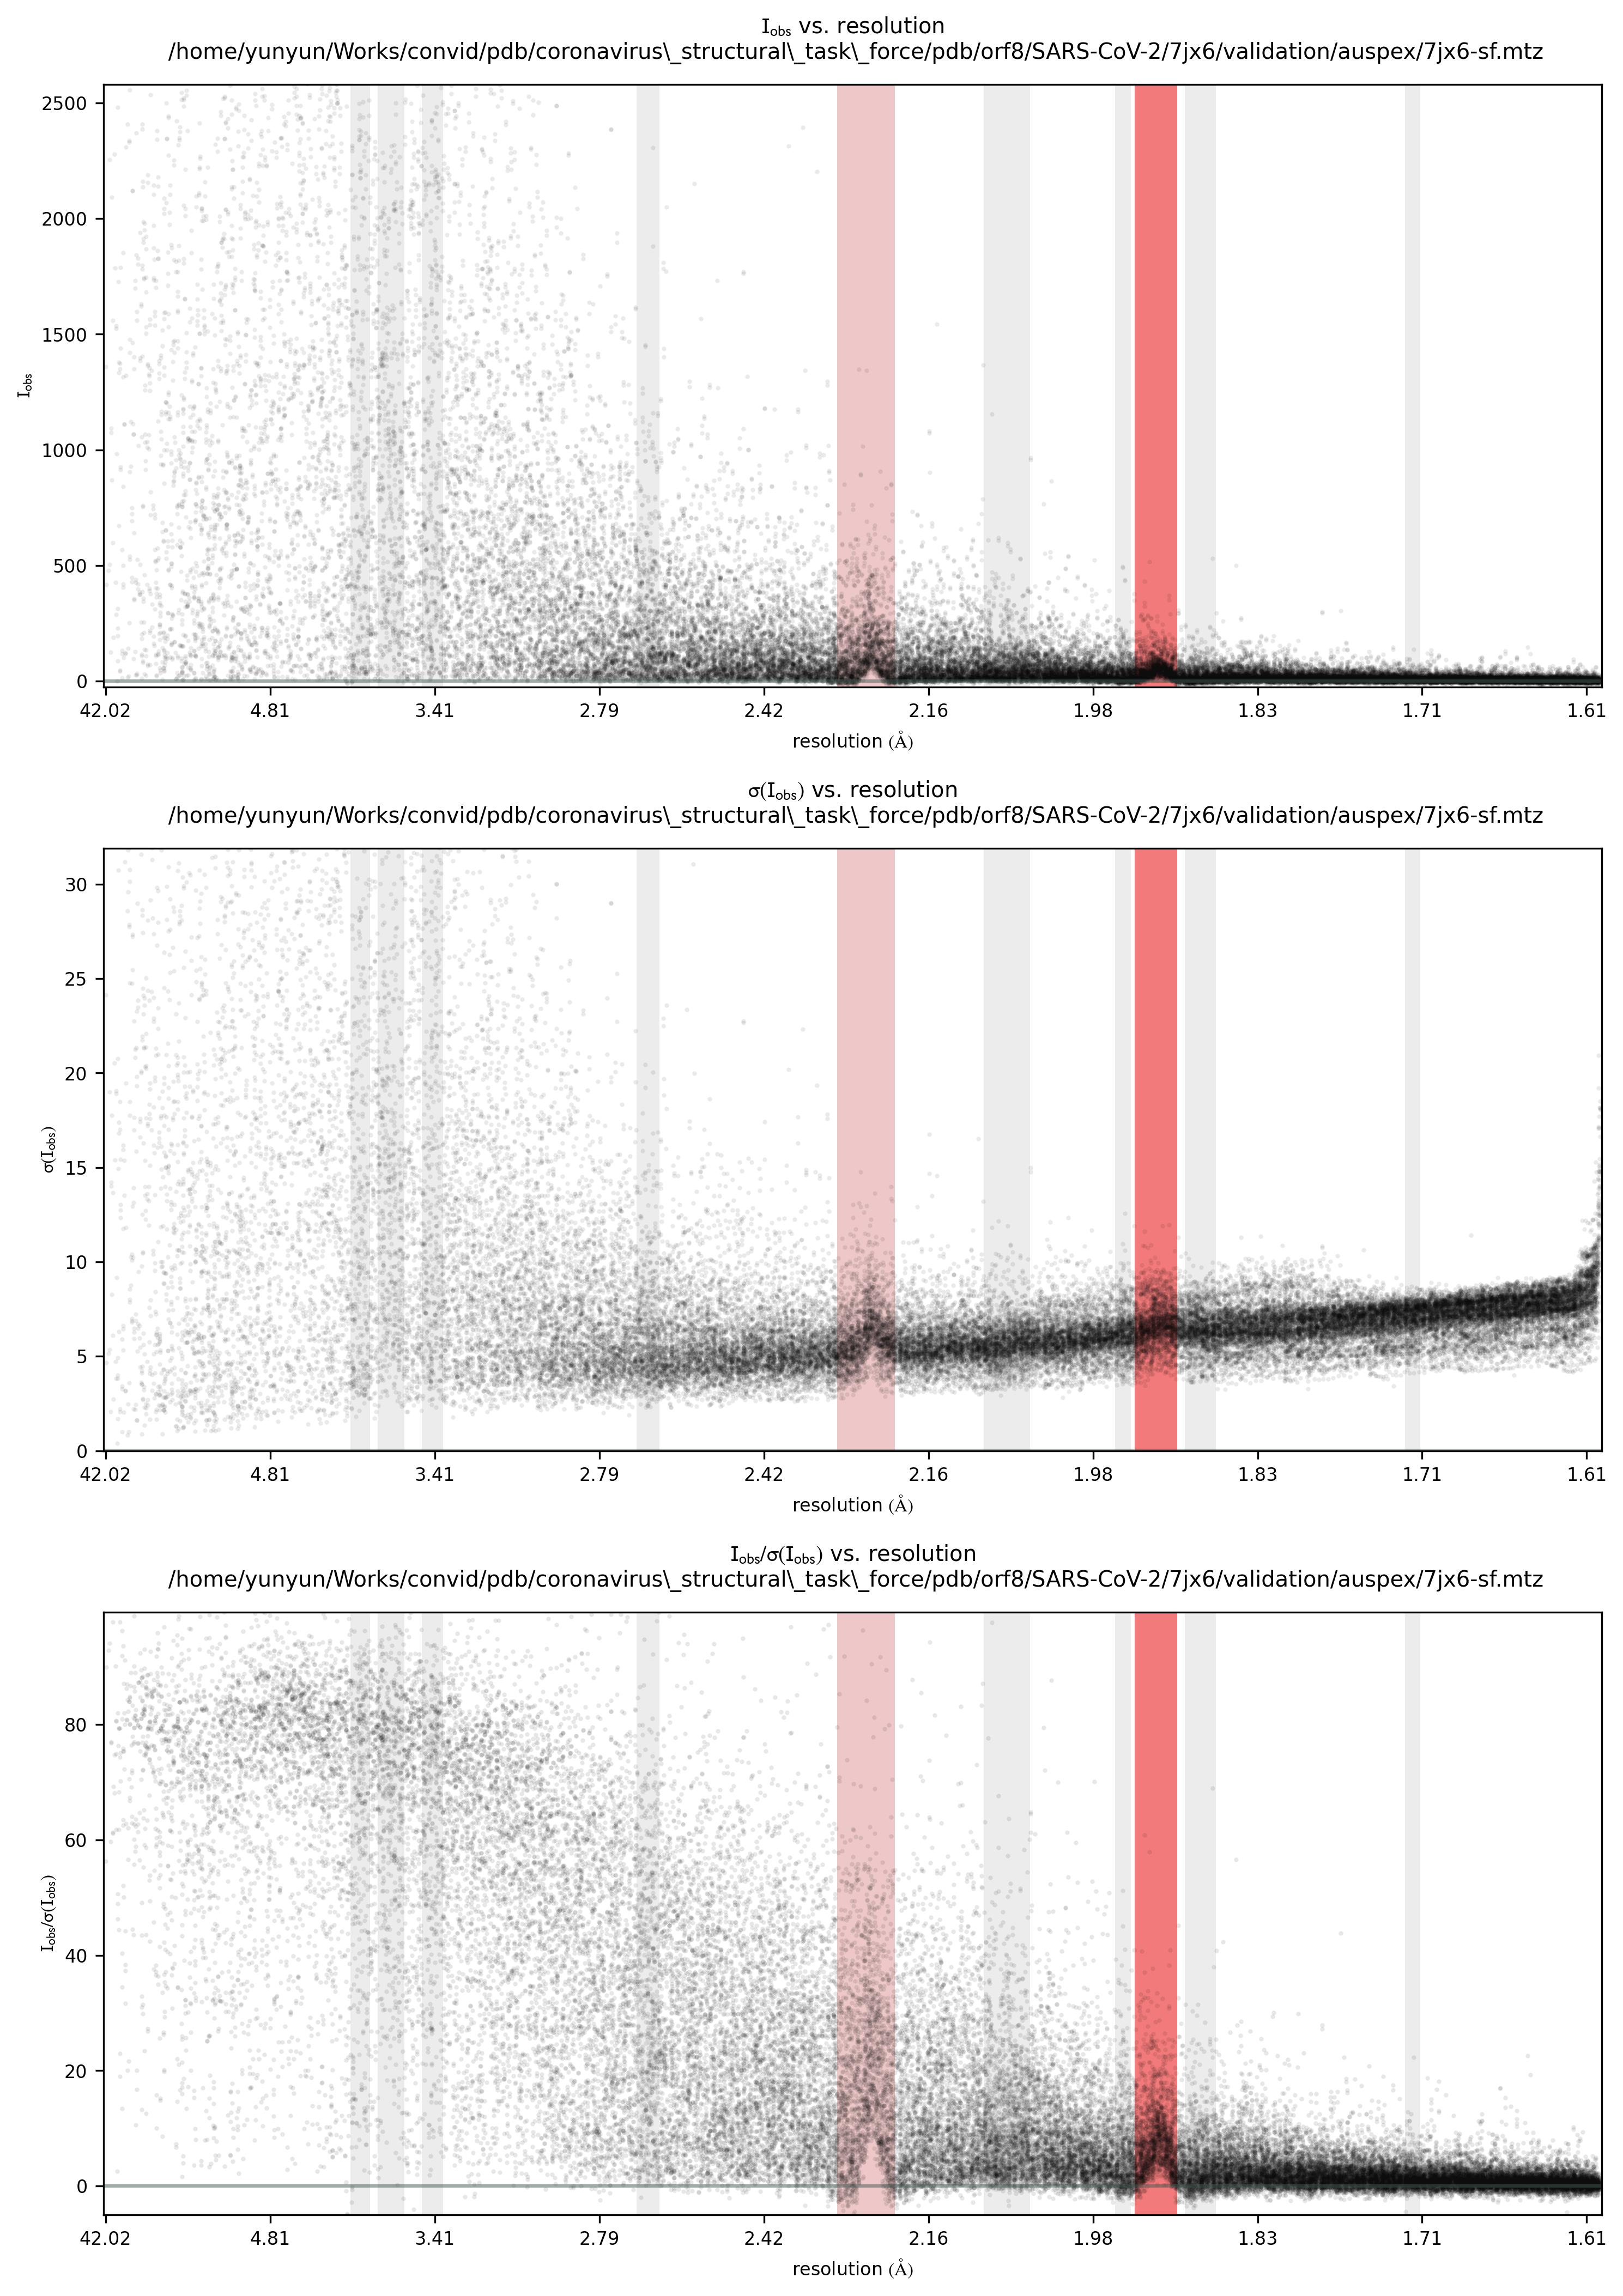 Iobs vs. resolution
/home/yunyun/Works/convid/pdb/coronavirus\_structural\_task\_force/pdb/orf8/SARS-CoV-2/7jx6/validation/auspex/7jx6-sf.mtz
2500
2000
1500
1000
500
0
Iobs
42.02 4.81 3.41 2.79 2.42 2.16 1.98 1.83 1.71 1.61
resolution (Å)
σ(Iobs) vs. resolution
/home/yunyun/Works/convid/pdb/coronavirus\_structural\_task\_force/pdb/orf8/SARS-CoV-2/7jx6/validation/auspex/7jx6-sf.mtz
30
25
20
15
10
5
0
σ(Iobs)
42.02 4.81 3.41 2.79 2.42 2.16 1.98 1.83 1.71 1.61
resolution (Å)
Iobs/σ(Iobs) vs. resolution
/home/yunyun/Works/convid/pdb/coronavirus\_structural\_task\_force/pdb/orf8/SARS-CoV-2/7jx6/validation/auspex/7jx6-sf.mtz
80
60
40
20
0
Iobs/σ(Iobs)
42.02 4.81 3.41 2.79 2.42 2.16 1.98 1.83 1.71 1.61
resolution (Å)